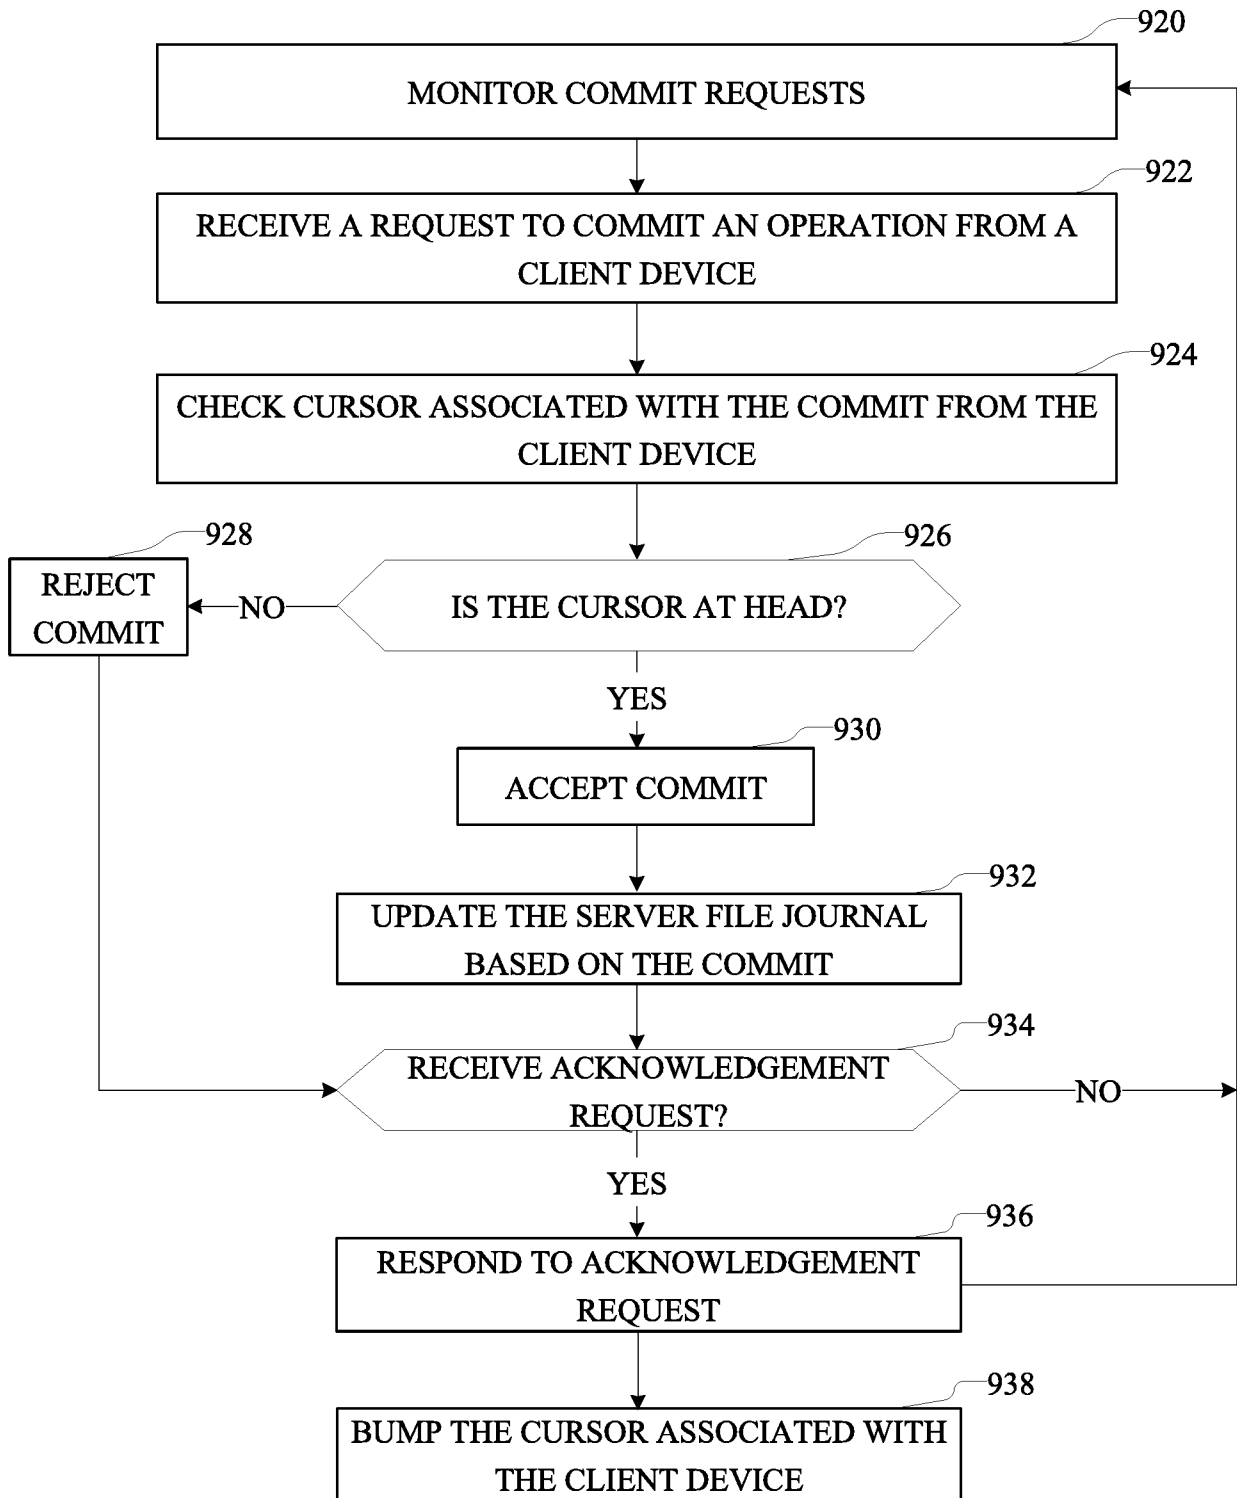 920
MONITOR COMMIT REQUESTS
922
RECEIVE A REQUEST TO COMMIT AN OPERATION FROM A
CLIENT DEVICE
924
CHECK CURSOR ASSOCIATED WITH THE COMMIT FROM THE
CLIENT DEVICE
928
926
REJECT
COMMIT
NO
IS THE CURSOR AT HEAD?
YES
930
ACCEPT COMMIT
932
UPDATE THE SERVER FILE JOURNAL
BASED ON THE COMMIT
934
RECEIVE ACKNOWLEDGEMENT
REQUEST?
NO
YES
936
RESPOND TO ACKNOWLEDGEMENT
REQUEST
938
BUMP THE CURSOR ASSOCIATED WITH
THE CLIENT DEVICE